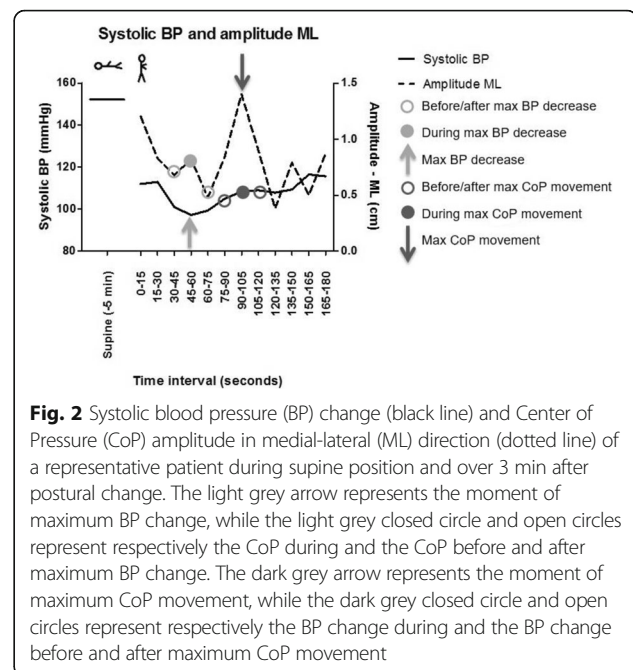 Systolic BP and amplitude ML
Systolic BP (mmHg)
160
140
120
100
80
1.5
1.0
0.5
0.0
Amplitude - ML (cm)
Supine (-5 min)
0-15
15-30
30-45
45-60
60-75
75-90
90-105
105-120
120-135
135-150
150-165
165-180
Time interval (seconds)
Systolic BP
Amplitude ML
Before/after max BP decrease
During max BP decrease
Max BP decrease
Before/after max CoP movement
During max CoP movement
Max CoP movement
Fig. 2 Systolic blood pressure (BP) change (black line) and Center of
Pressure (CoP) amplitude in medial-lateral (ML) direction (dotted line) of
a representative patient during supine position and over 3 min after
postural change. The light grey arrow represents the moment of
maximum BP change, while the light grey closed circle and open circles
represent respectively the CoP during and the CoP before and after
maximum BP change. The dark grey arrow represents the moment of
maximum CoP movement, while the dark grey closed circle and open
circles represent respectively the BP change during and the BP change
before and after maximum CoP movement